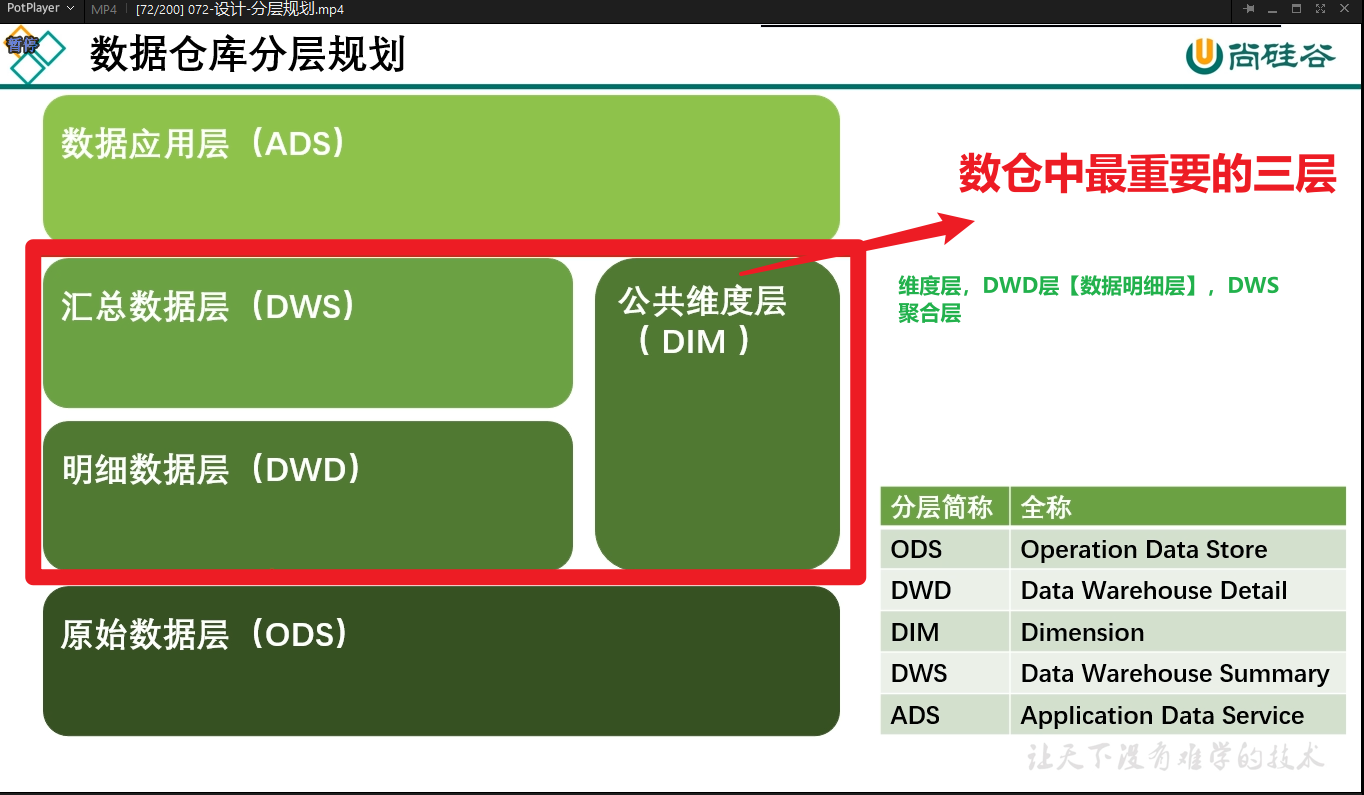 PotPlayer
MP4
[72/200] 072-设计-分层规划.mp4
暂停
数据仓库分层规划
尚硅谷
数据应用层（ADS）
数仓中最重要的三层
汇总数据层（DWS）
公共维度层
（ DIM ）
维度层，DWD层【数据明细层】，DWS
聚合层
明细数据层（DWD）
原始数据层（ODS）
分层简称 全称
ODS Operation Data Store
DWD Data Warehouse Detail
DIM Dimension
DWS Data Warehouse Summary
ADS Application Data Service
让天下没有难学的技术